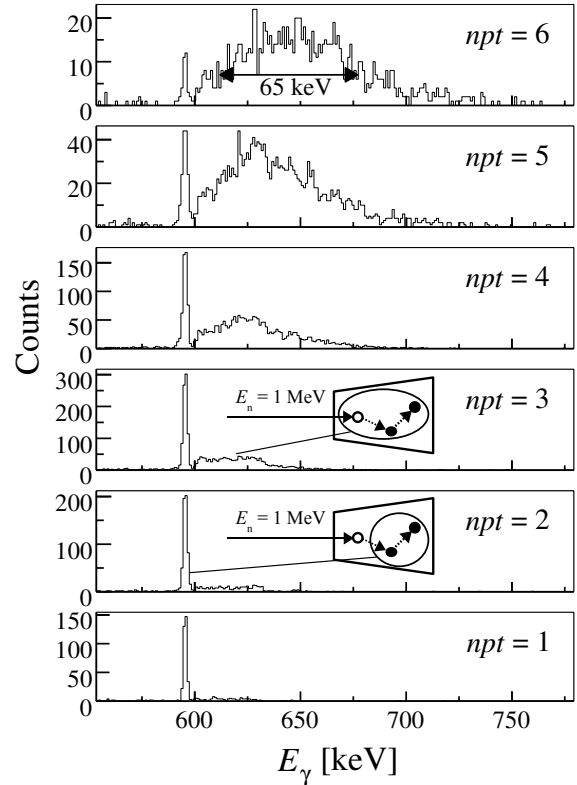 20
10
0
npt = 6
65 keV
40
20
0
npt = 5
150
100
50
0
npt = 4
300
200
100
0
E_n = 1 MeV
npt = 3
200
100
0
E_n = 1 MeV
npt = 2
150
100
50
0
npt = 1
Counts
600 650 700 750
E_γ [keV]